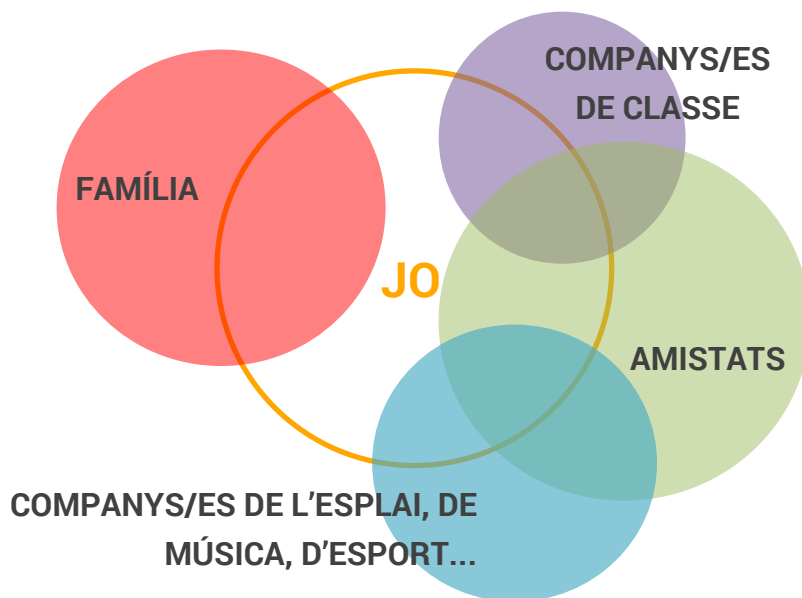 COMPANYS/ES
DE CLASSE
FAMÍLIA
JO
AMISTATS
COMPANYS/ES DE L’ESPLAI, DE
MÚSICA, D’ESPORT...